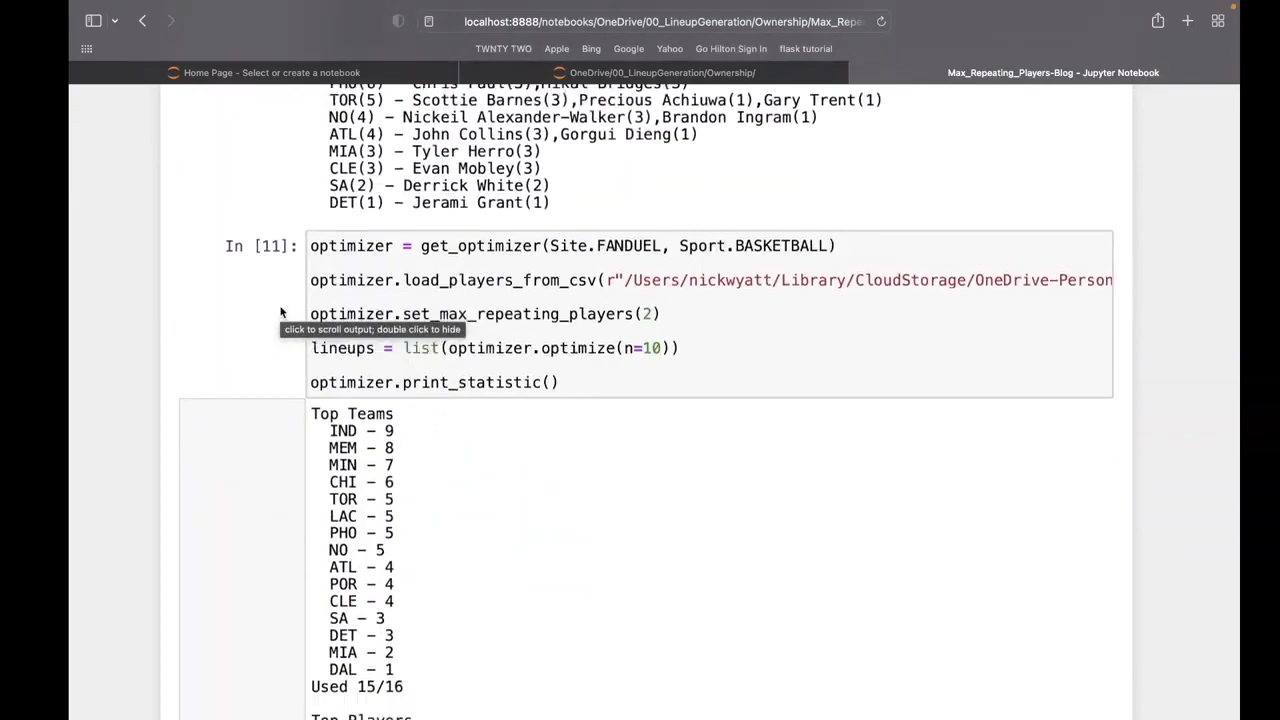 localhost:8888/notebooks/OneDrive/00_LineupGeneration/Ownership/Max_Repe
TWNTY TWO Apple Bing Google Yahoo Go Hilton Sign In flask tutorial
Home Page - Select or create a notebook OneDrive/00_LineupGeneration/Ownership/ Max_Repeating_Players-Blog - Jupyter Notebook
TOR(5) – Scottie Barnes(3),Precious Achiuwa(1),Gary Trent(1)
NO(4) – Nickeil Alexander-Walker(3),Brandon Ingram(1)
ATL(4) – John Collins(3),Gorgui Dieng(1)
MIA(3) – Tyler Herro(3)
CLE(3) – Evan Mobley(3)
SA(2) – Derrick White(2)
DET(1) – Jerami Grant(1)
In [11]: optimizer = get_optimizer(Site.FANDUEL, Sport.BASKETBALL)
optimizer.load_players_from_csv(r"/Users/nickwyatt/Library/CloudStorage/OneDrive-Person
optimizer.set_max_repeating_players(2)
click to scroll output; double click to hide
lineups = list(optimizer.optimize(n=10))
optimizer.print_statistic()
Top Teams
IND – 9
MEM – 8
MIN – 7
CHI – 6
TOR – 5
LAC – 5
PHO – 5
NO – 5
ATL – 4
POR – 4
CLE – 4
SA – 3
DET – 3
MIA – 2
DAL – 1
Used 15/16
Top Players